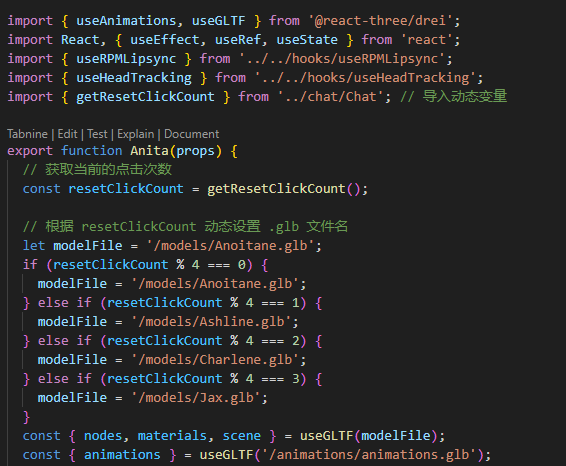 import { useAnimations, useGLTF } from '@react-three/drei';
import React, { useEffect, useRef, useState } from 'react';
import { useRPMLipsync } from '../../hooks/useRPMLipsync';
import { useHeadTracking } from '../../hooks/useHeadTracking';
import { getResetClickCount } from '../chat/Chat'; // 导入动态变量
Tabnine | Edit | Test | Explain | Document
export function Anita(props) {
  // 获取当前的点击次数
  const resetClickCount = getResetClickCount();
  // 根据 resetClickCount 动态设置 .glb 文件名
  let modelFile = '/models/Anoitane.glb';
  if (resetClickCount % 4 === 0) {
    modelFile = '/models/Anoitane.glb';
  } else if (resetClickCount % 4 === 1) {
    modelFile = '/models/Ashline.glb';
  } else if (resetClickCount % 4 === 2) {
    modelFile = '/models/Charlene.glb';
  } else if (resetClickCount % 4 === 3) {
    modelFile = '/models/Jax.glb';
  }
  const { nodes, materials, scene } = useGLTF(modelFile);
  const { animations } = useGLTF('/animations/animations.glb');